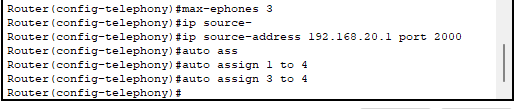 Router(config-telephony)#max-ephones 3
Router(config-telephony)#ip source-
Router(config-telephony)#ip source-address 192.168.20.1 port 2000
Router(config-telephony)#auto ass
Router(config-telephony)#auto assign 1 to 4
Router(config-telephony)#auto assign 3 to 4
Router(config-telephony)#